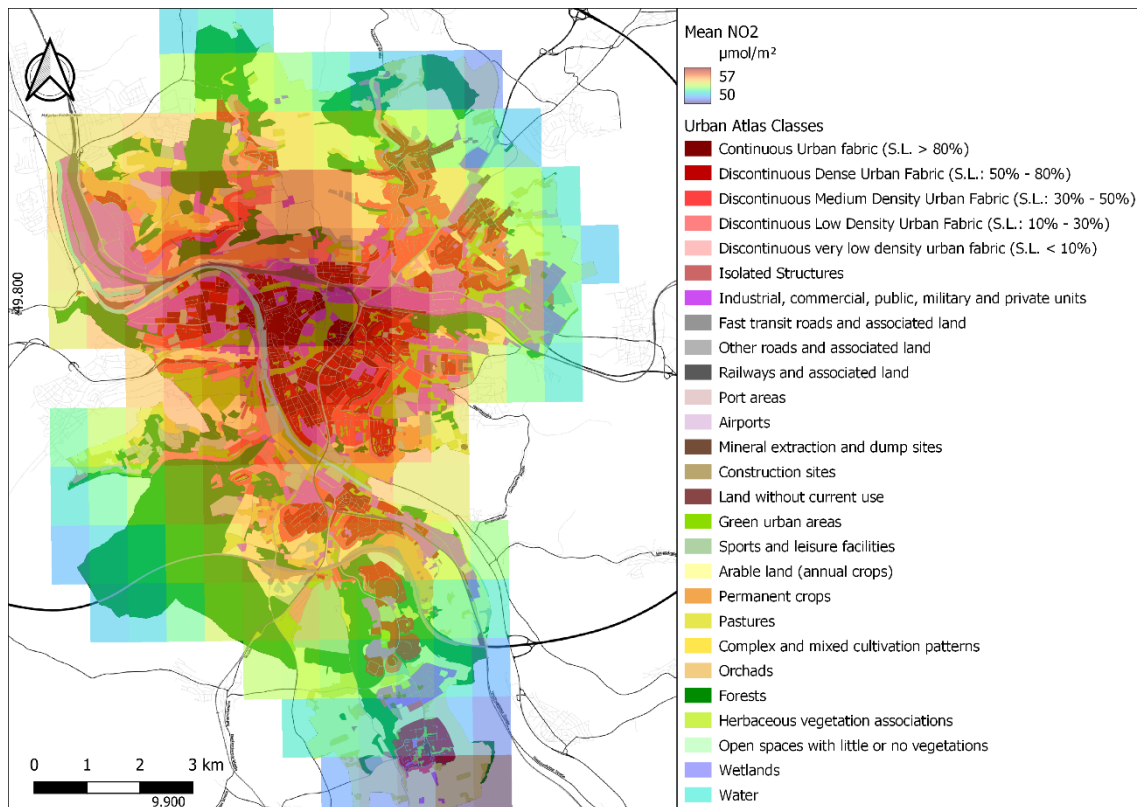 Mean NO2
µmol/m²
57
50
Urban Atlas Classes
Continuous Urban fabric (S.L. > 80%)
Discontinuous Dense Urban Fabric (S.L.: 50% - 80%)
Discontinuous Medium Density Urban Fabric (S.L.: 30% - 50%)
Discontinuous Low Density Urban Fabric (S.L.: 10% - 30%)
Discontinuous very low density urban fabric (S.L. < 10%)
Isolated Structures
Industrial, commercial, public, military and private units
Fast transit roads and associated land
Other roads and associated land
Railways and associated land
Port areas
Airports
Mineral extraction and dump sites
Construction sites
Land without current use
Green urban areas
Sports and leisure facilities
Arable land (annual crops)
Permanent crops
Pastures
Complex and mixed cultivation patterns
Orchads
Forests
Herbaceous vegetation associations
Open spaces with little or no vegetations
Wetlands
Water
49.800
0 1 2 3 km
9.900